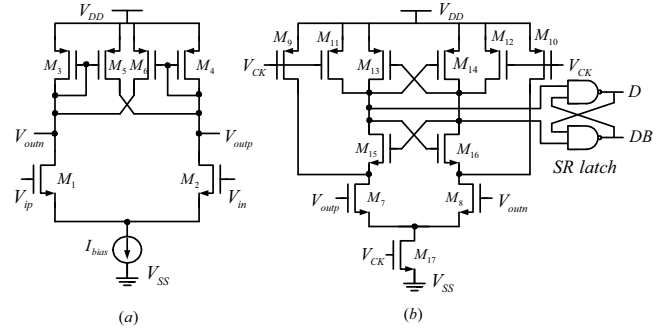 V_DD
V_DD
M_3
M_5
M_6
M_4
M_9
M_11
M_13
M_14
M_12
M_10
V_CK
V_CK
D
DB
SR latch
V_outn
V_outp
M_15
M_16
M_1
M_2
V_ip
V_in
V_outp
M_7
M_8
V_outn
I_bias
V_SS
V_CK
M_17
V_SS
(a)
(b)